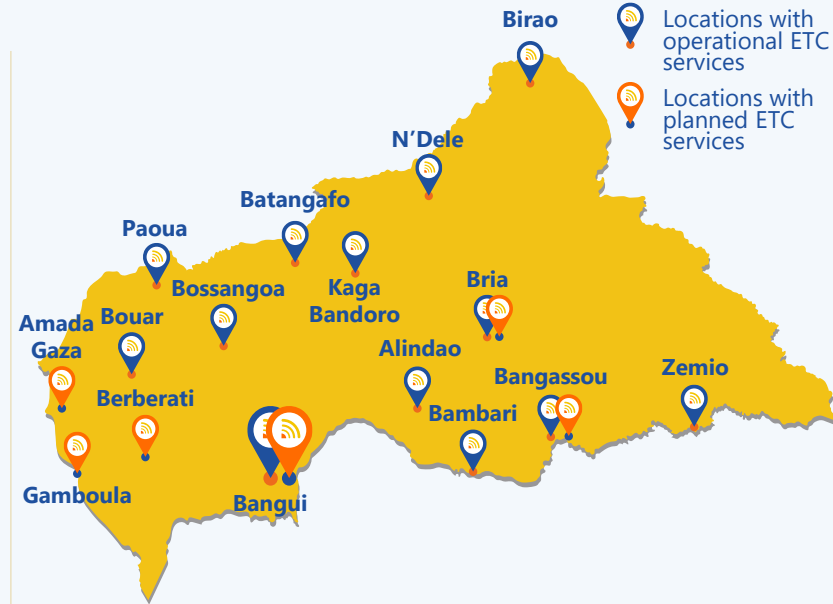 Birao
Locations with
operational ETC
services
Locations with
planned ETC
services
N'Dele
Batangafo
Paoua
Bossangoa
Kaga
Bandoro
Bria
Amada
Gaza
Bouar
Alindao
Bangassou
Zemio
Berberati
Bambari
Gamboula
Bangui